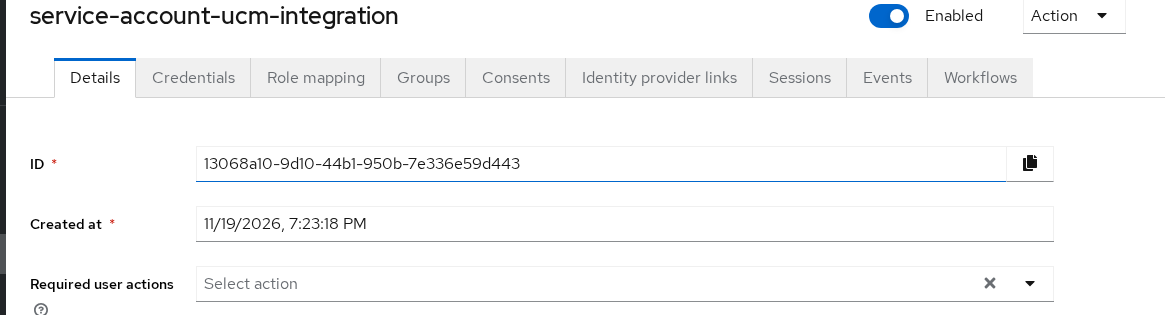 service-account-ucm-integration
Enabled
Action
Details Credentials Role mapping Groups Consents Identity provider links Sessions Events Workflows
ID * 13068a10-9d10-44b1-950b-7e336e59d443
Created at * 11/19/2026, 7:23:18 PM
Required user actions Select action